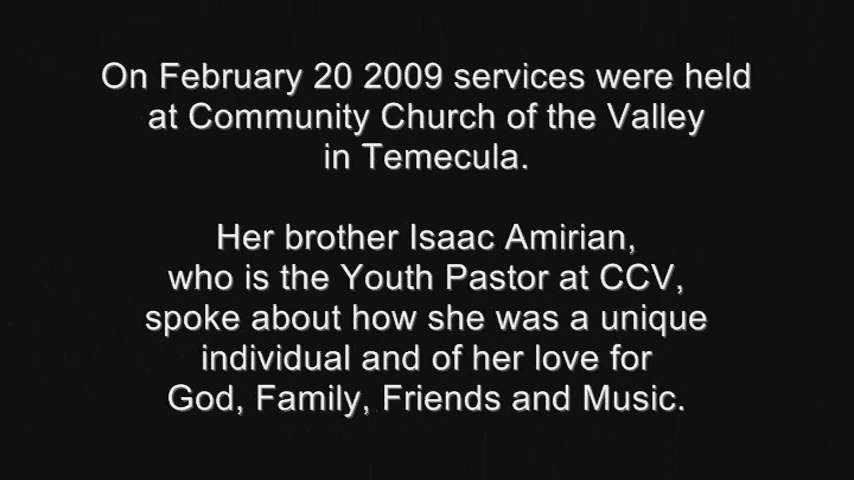 On February 20 2009 services were held
at Community Church of the Valley
in Temecula.
Her brother Isaac Amirian,
who is the Youth Pastor at CCV,
spoke about how she was a unique
individual and of her love for
God, Family, Friends and Music.